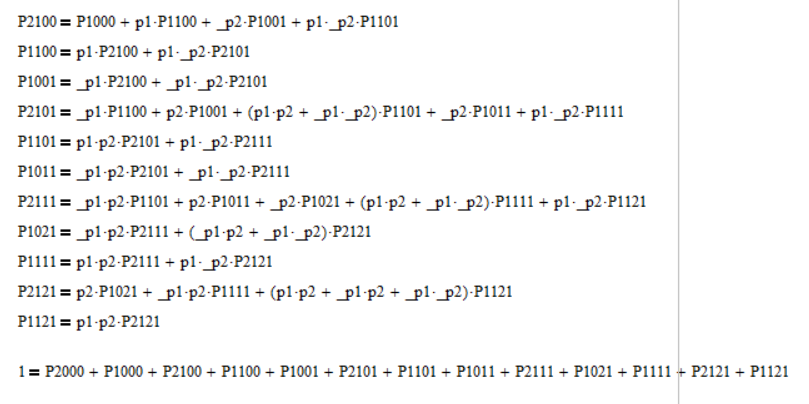 P2100 = P1000 + p1·P1100 + _p2·P1001 + p1·_p2·P1101
P1100 = p1·P2100 + p1·_p2·P2101
P1001 = _p1·P2100 + _p1·_p2·P2101
P2101 = _p1·P1100 + p2·P1001 + (p1·p2 + _p1·_p2)·P1101 + _p2·P1011 + p1·_p2·P1111
P1101 = p1·p2·P2101 + p1·_p2·P2111
P1011 = _p1·p2·P2101 + _p1·_p2·P2111
P2111 = _p1·p2·P1101 + p2·P1011 + _p2·P1021 + (p1·p2 + _p1·_p2)·P1111 + p1·_p2·P1121
P1021 = _p1·p2·P2111 + (_p1·p2 + _p1·_p2)·P2121
P1111 = p1·p2·P2111 + p1·_p2·P2121
P2121 = p2·P1021 + _p1·p2·P1111 + (p1·p2 + _p1·p2 + _p1·_p2)·P1121
P1121 = p1·p2·P2121
1 = P2000 + P1000 + P2100 + P1100 + P1001 + P2101 + P1101 + P1011 + P2111 + P1021 + P1111 + P2121 + P1121